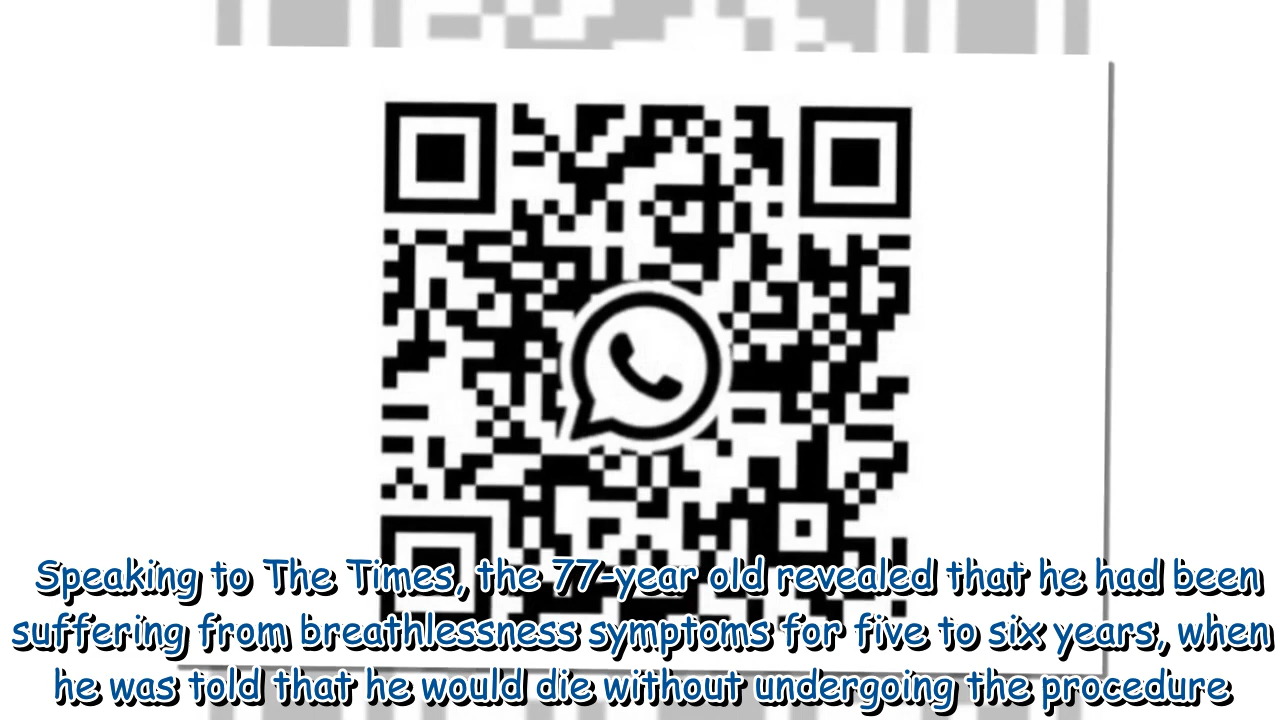 Speaking to The Times, the 77-year old revealed that he had been
suffering from breathlessness symptoms for five to six years, when
he was told that he would die without undergoing the procedure